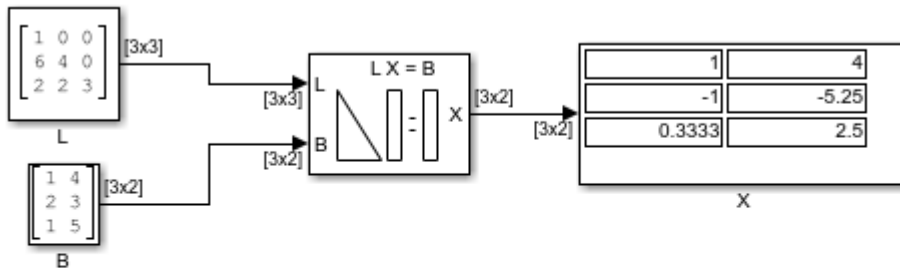 1 0 0
6 4 0
2 2 3
[3x3]
L
1 4
2 3
1 5
[3x2]
B
L X = B
[3x3]
L
[3x2]
B
X
[3x2]
[3x2]
1 4
-1 -5.25
0.3333 2.5
X